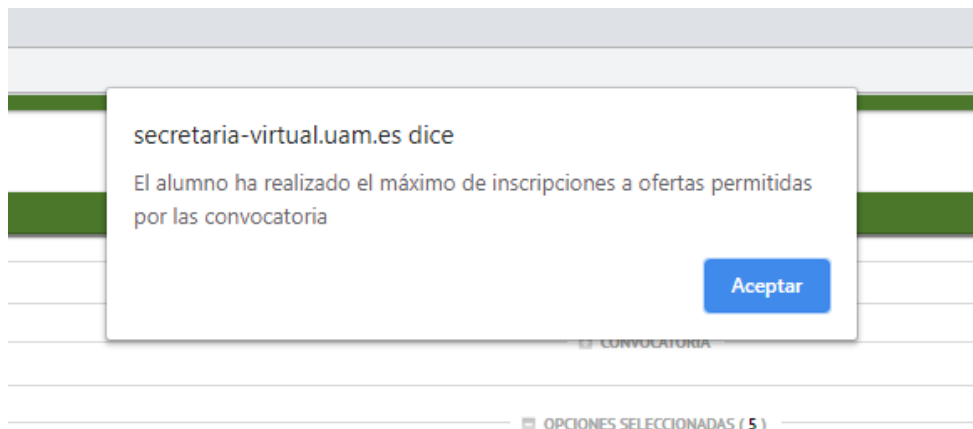 secretaria-virtual.uam.es dice
El alumno ha realizado el máximo de inscripciones a ofertas permitidas
por las convocatoria
Aceptar
CONVOCATORIA
OPCIONES SELECCIONADAS ( 5 )